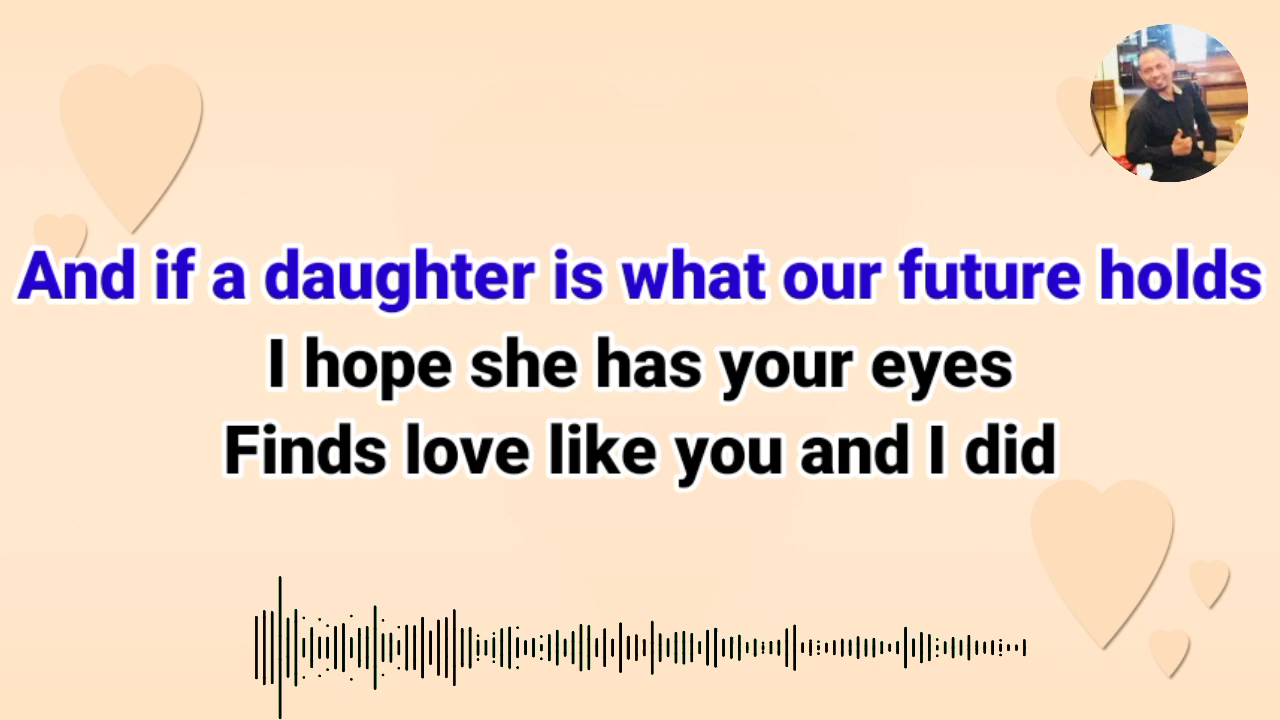 And if a daughter is what our future holds
I hope she has your eyes
Finds love like you and I did